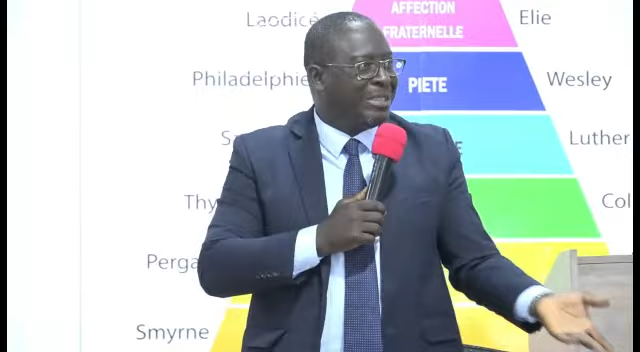 AFFECTION
FRATERNELLE
Laodicé
Elie
Philadelphie
PIETE
Wesley
Luther
Thy
Col
Perga
Smyrne